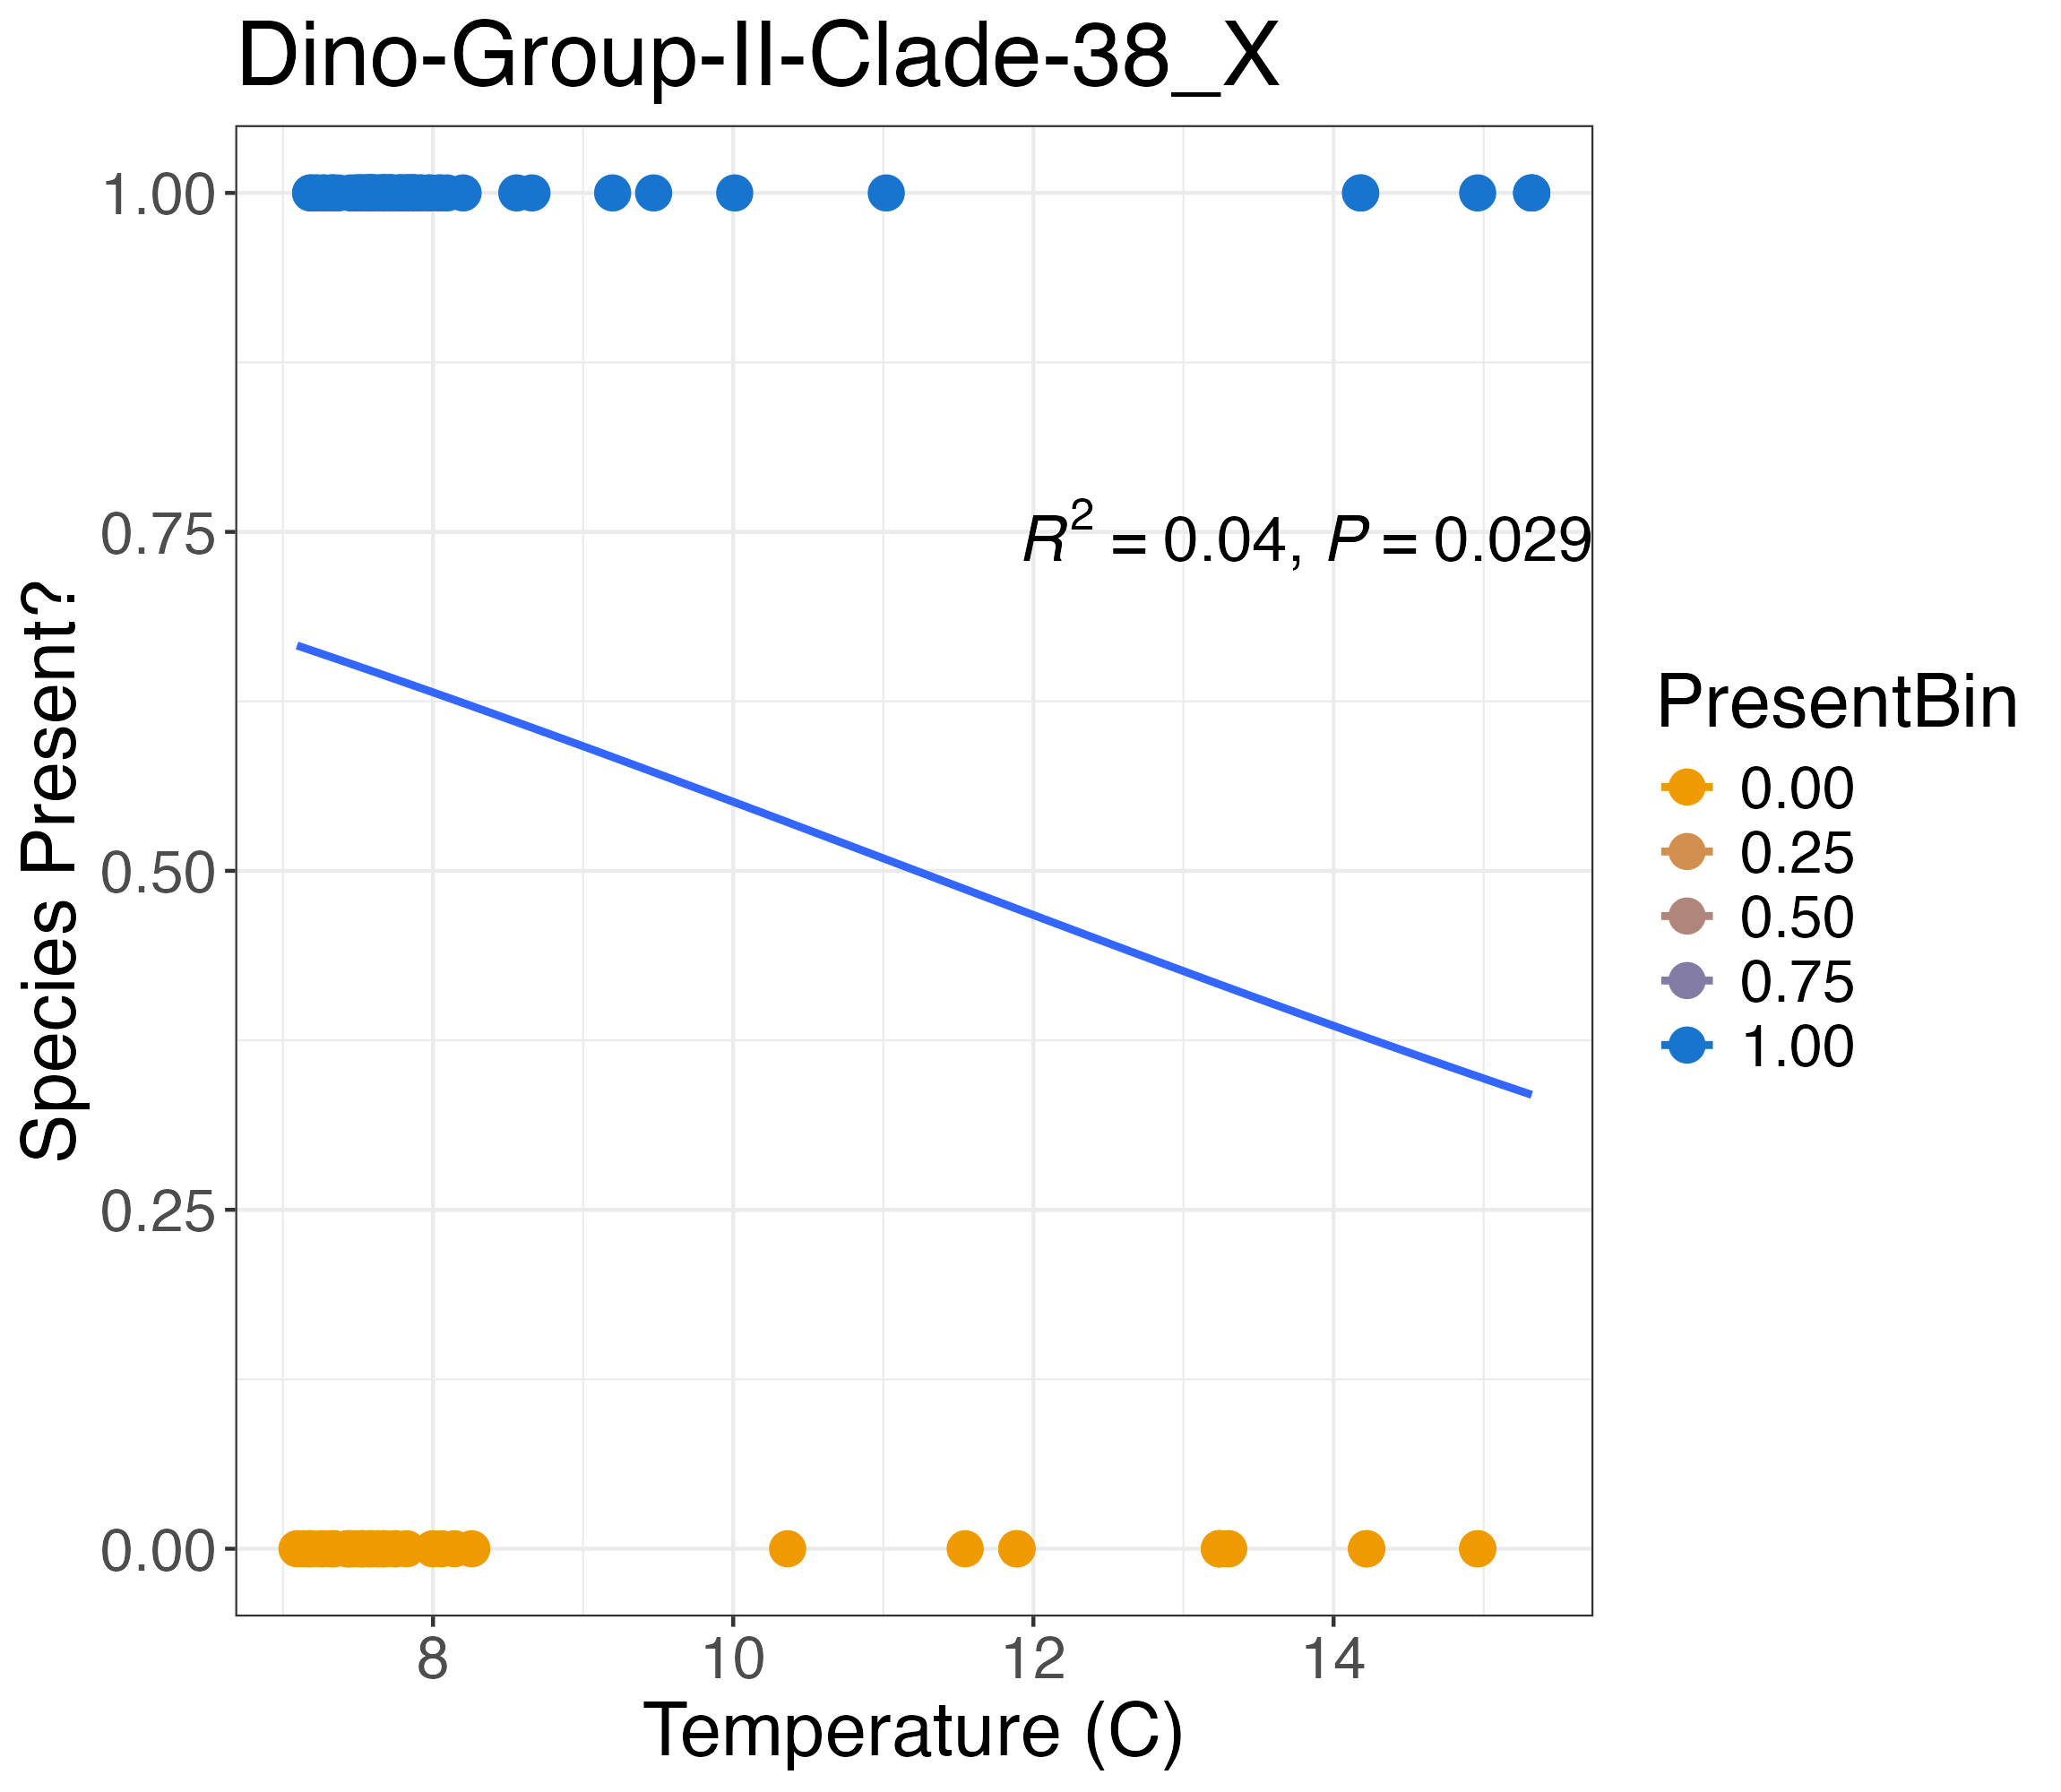 Dino-Group-II-Clade-38_X
Species Present?
1.00
0.75
0.50
0.25
0.00
R² = 0.04, P = 0.029
8 10 12 14
Temperature (C)
PresentBin
0.00
0.25
0.50
0.75
1.00